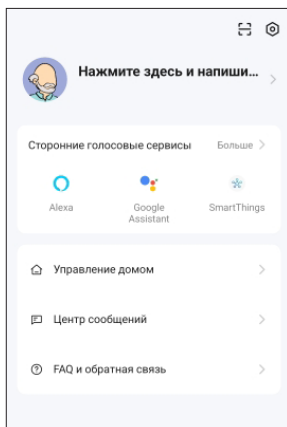 Нажмите здесь и напиши...
Сторонние голосовые сервисы Больше
Alexa Google Assistant SmartThings
Управление домом
Центр сообщений
FAQ и обратная связь